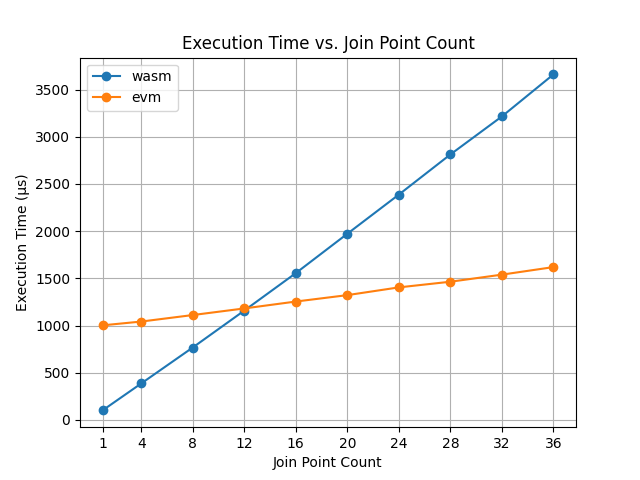 Execution Time vs. Join Point Count
wasm
evm
3500
3000
2500
2000
1500
1000
500
0
Execution Time (µs)
1 4 8 12 16 20 24 28 32 36
Join Point Count